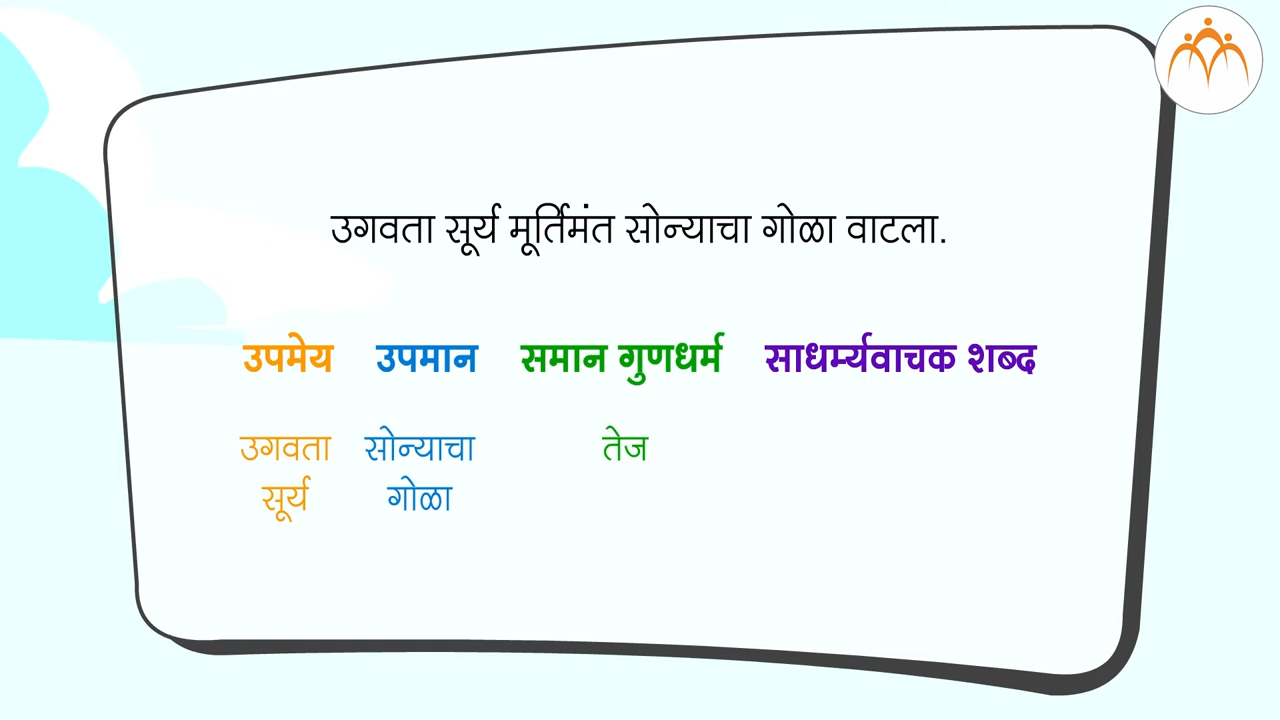 उगवता सूर्य मूर्तिमंत सोन्याचा गोळा वाटला.
उपमेय उपमान समान गुणधर्म साधर्म्यवाचक शब्द
उगवता सोन्याचा तेज
सूर्य गोळा